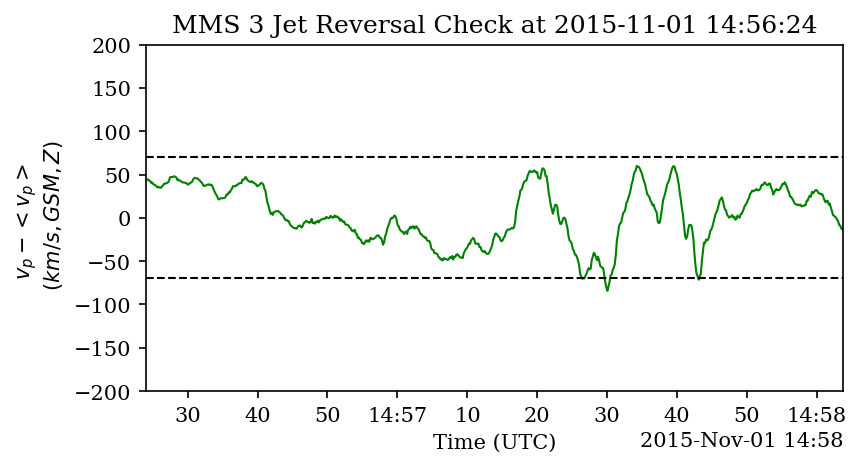 MMS 3 Jet Reversal Check at 2015-11-01 14:56:24
v_p − < v_p >
(km/s, GSM, Z)
200
150
100
50
0
−50
−100
−150
−200
30 40 50 14:57 10 20 30 40 50 14:58
Time (UTC)
2015-Nov-01 14:58